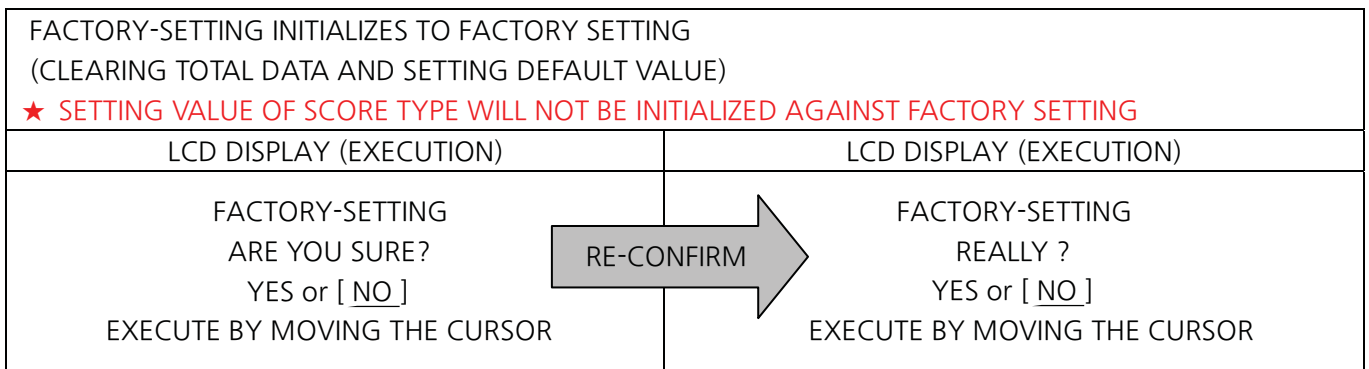 FACTORY-SETTING INITIALIZES TO FACTORY SETTING
(CLEARING TOTAL DATA AND SETTING DEFAULT VALUE)
★ SETTING VALUE OF SCORE TYPE WILL NOT BE INITIALIZED AGAINST FACTORY SETTING
LCD DISPLAY (EXECUTION)
FACTORY-SETTING
ARE YOU SURE?
YES or [ NO ]
EXECUTE BY MOVING THE CURSOR
RE-CONFIRM
LCD DISPLAY (EXECUTION)
FACTORY-SETTING
REALLY ?
YES or [ NO ]
EXECUTE BY MOVING THE CURSOR